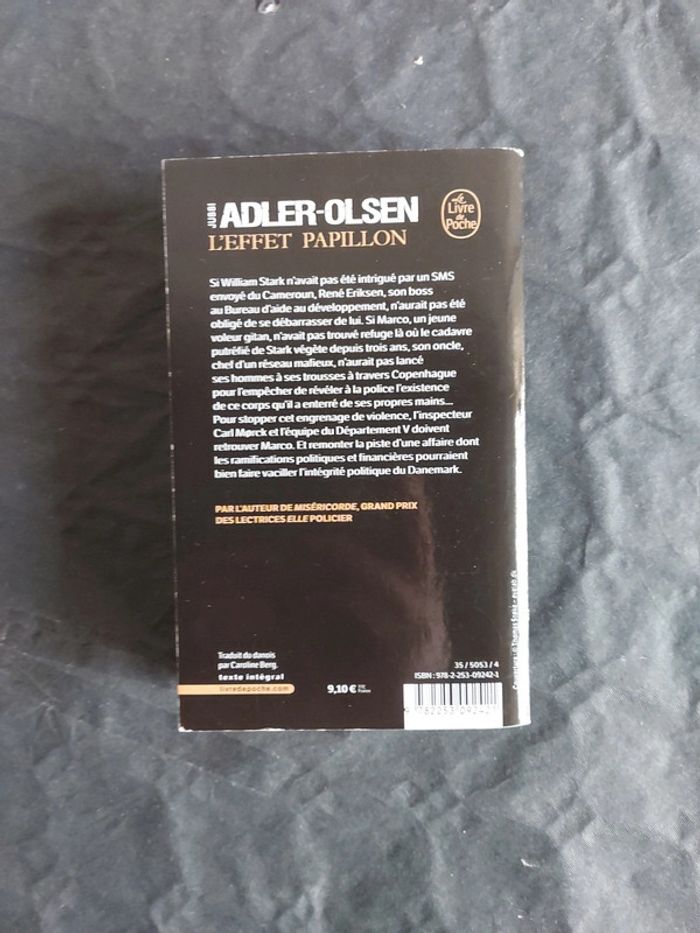 JUSSI
ADLER-OLSEN
L'EFFET PAPILLON
Le
Livre
de
Poche
Si William Stark n'avait pas été intrigué par un SMS
envoyé du Cameroun, René Eriksen, son boss
au Bureau d'aide au développement, n'aurait pas été
obligé de se débarrasser de lui. Si Marco, un jeune
voleur gitan, n'avait pas trouvé refuge là où le cadavre
putréfié de Stark végète depuis trois ans, son oncle,
chef d'un réseau mafieux, n'aurait pas lancé
ses hommes à ses trousses à travers Copenhague
pour l'empêcher de révéler à la police l'existence
de ce corps qu'il a enterré de ses propres mains...
Pour stopper cet engrenage de violence, l'inspecteur
Carl Mørck et l'équipe du Département V doivent
retrouver Marco. Et remonter la piste d'une affaire dont
les ramifications politiques et financières pourraient
bien faire vaciller l'intégrité politique du Danemark.
PAR L'AUTEUR DE MISÉRICORDE, GRAND PRIX
DES LECTRICES ELLE POLICIER
Traduit du danois
par Caroline Berg.
texte intégral
livredepoche.com
9,10 €
France
35 / 5053 / 4
ISBN : 978-2-253-09242-1
9 782253 092421